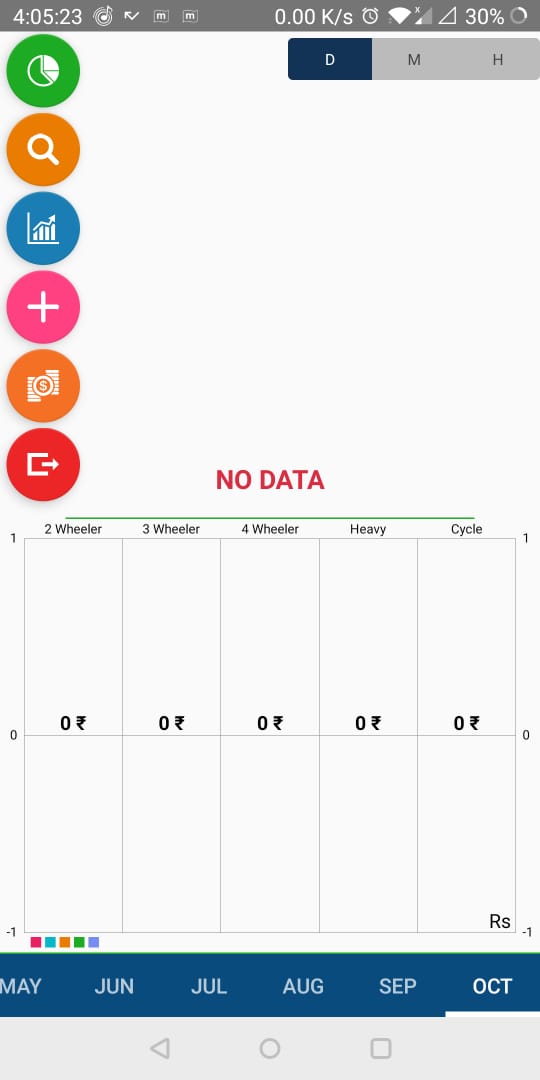 4:05:23 m m 0.00 K/s x 30%
D M H
$
NO DATA
2 Wheeler 3 Wheeler 4 Wheeler Heavy Cycle
1 1
0 ₹ 0 ₹ 0 ₹ 0 ₹ 0 ₹
0 0
Rs
-1 -1
MAY JUN JUL AUG SEP OCT